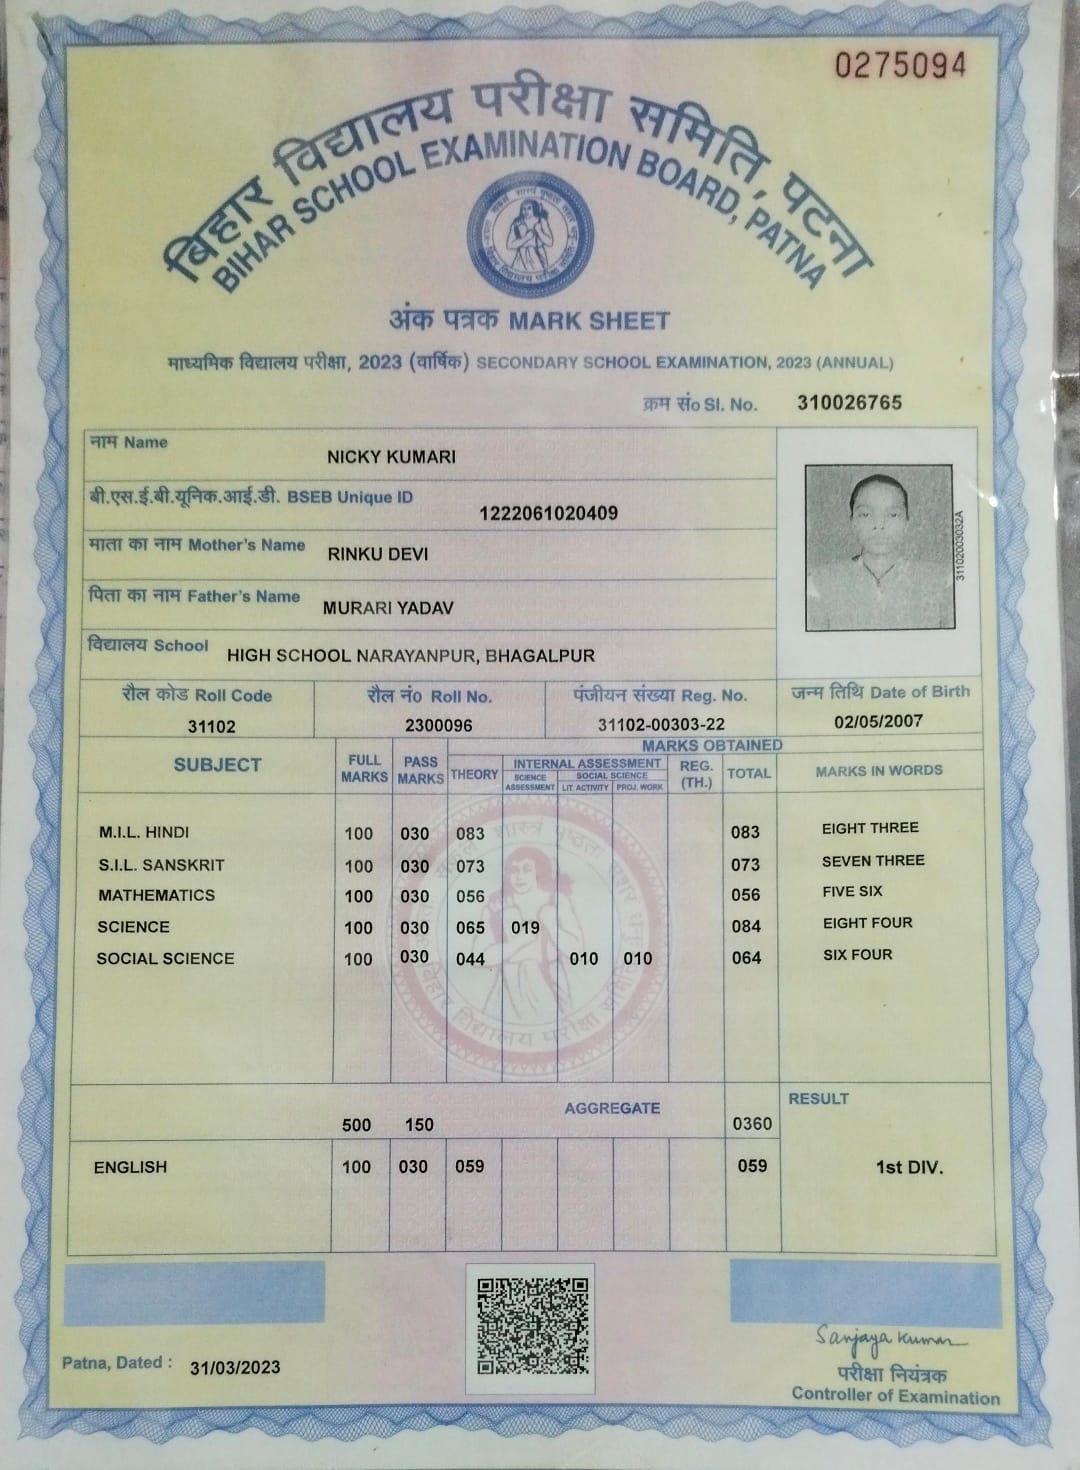 0275094
बिहार विद्यालय परीक्षा समिति, पटना
BIHAR SCHOOL EXAMINATION BOARD, PATNA
अंक पत्रक MARK SHEET
माध्यमिक विद्यालय परीक्षा, 2023 (वार्षिक) SECONDARY SCHOOL EXAMINATION, 2023 (ANNUAL)
क्रम सं० Sl. No. 310026765
नाम Name NICKY KUMARI
बी.एस.ई.बी.यूनिक.आई.डी. BSEB Unique ID 1222061020409
माता का नाम Mother's Name RINKU DEVI
पिता का नाम Father's Name MURARI YADAV
विद्यालय School HIGH SCHOOL NARAYANPUR, BHAGALPUR
31102003032A
रौल कोड Roll Code रौल नं० Roll No. पंजीयन संख्या Reg. No. जन्म तिथि Date of Birth
31102 2300096 31102-00303-22 02/05/2007
MARKS OBTAINED
SUBJECT FULL MARKS PASS MARKS THEORY INTERNAL ASSESSMENT REG. (TH.) TOTAL MARKS IN WORDS
SCIENCE ASSESSMENT SOCIAL SCIENCE
LIT. ACTIVITY PROJ. WORK
M.I.L. HINDI 100 030 083 083 EIGHT THREE
S.I.L. SANSKRIT 100 030 073 073 SEVEN THREE
MATHEMATICS 100 030 056 056 FIVE SIX
SCIENCE 100 030 065 019 084 EIGHT FOUR
SOCIAL SCIENCE 100 030 044 010 010 064 SIX FOUR
AGGREGATE RESULT
500 150 0360
ENGLISH 100 030 059 059 1st DIV.
Patna, Dated : 31/03/2023
Sanjaya Kumar
परीक्षा नियंत्रक
Controller of Examination